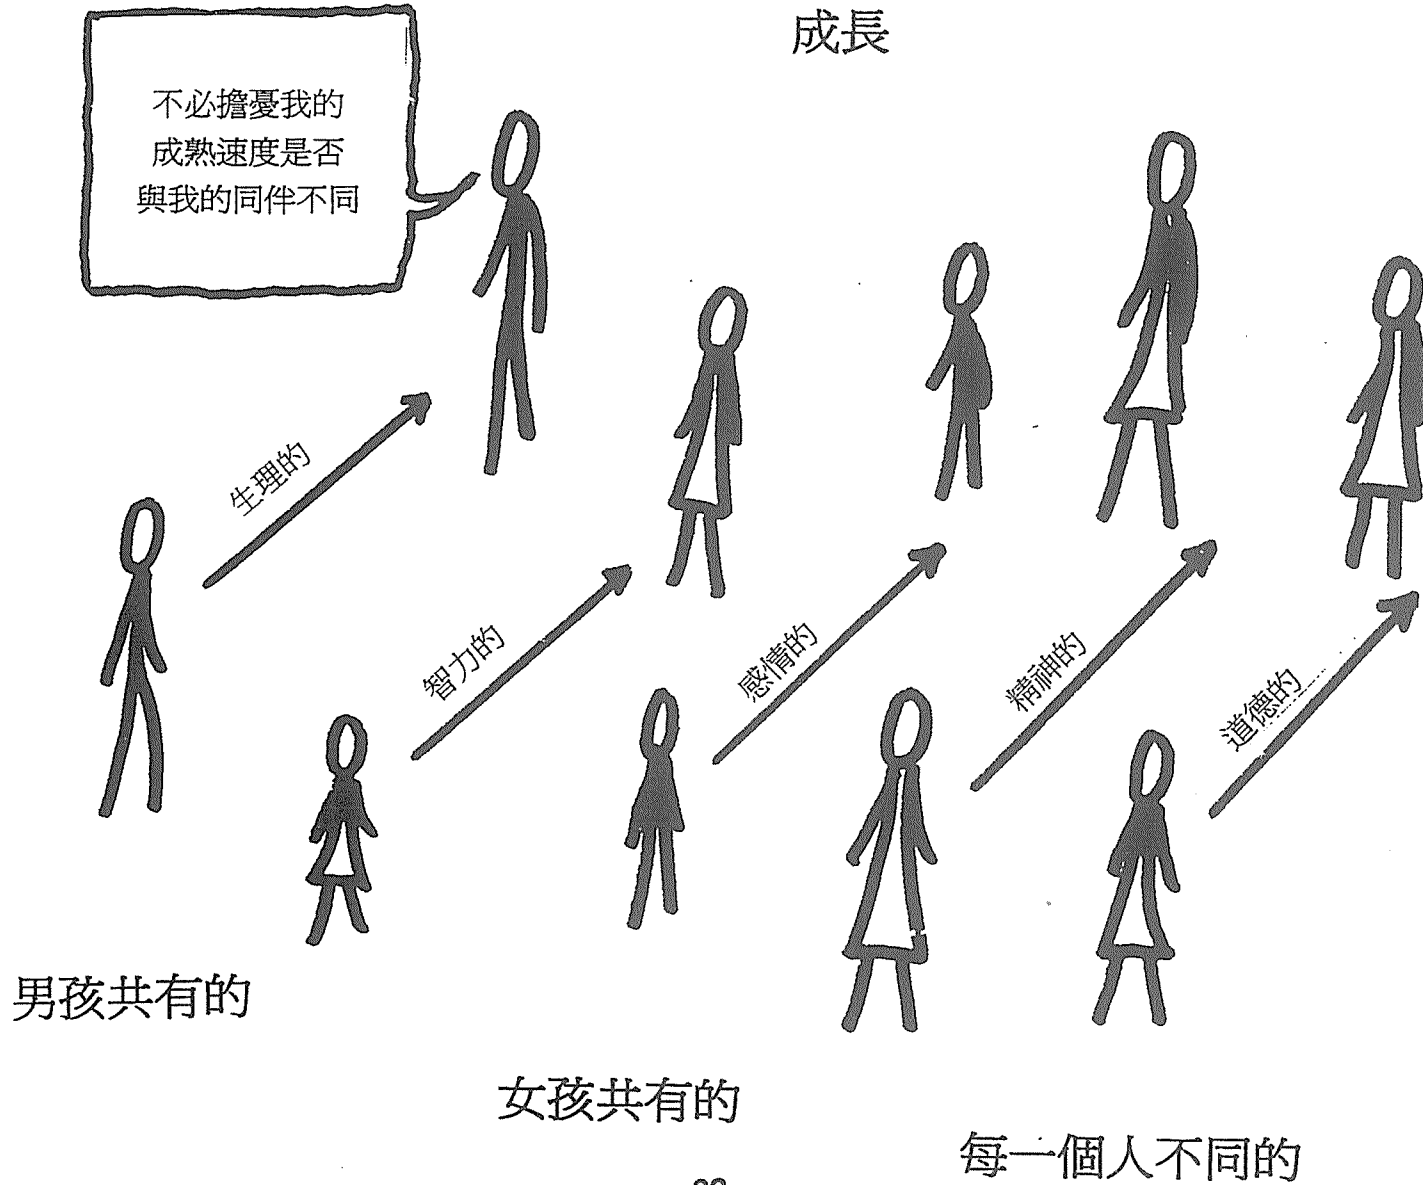 成長
不必擔憂我的
成熟速度是否
與我的同伴不同
生理的
智力的
感情的
精神的
道德的
男孩共有的
女孩共有的
每一個人不同的